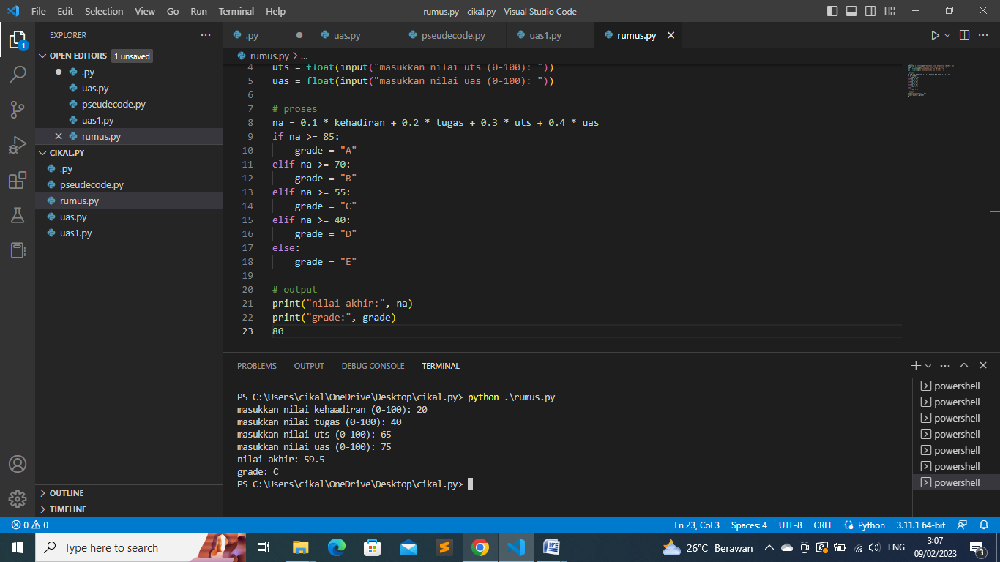 File Edit Selection View Go Run Terminal Help rumus.py - cikal.py - Visual Studio Code
EXPLORER
OPEN EDITORS 1 unsaved
.py
uas.py
pseudecode.py
uas1.py
rumus.py
CIKAL.PY
.py
pseudecode.py
rumus.py
uas.py
uas1.py
OUTLINE
TIMELINE
1
.py uas.py pseudecode.py uas1.py rumus.py
rumus.py > ...
4 uts = float(input("masukkan nilai uts (0-100): "))
5 uas = float(input("masukkan nilai uas (0-100): "))
6
7 # proses
8 na = 0.1 * kehadiran + 0.2 * tugas + 0.3 * uts + 0.4 * uas
9 if na >= 85:
10 grade = "A"
11 elif na >= 70:
12 grade = "B"
13 elif na >= 55:
14 grade = "C"
15 elif na >= 40:
16 grade = "D"
17 else:
18 grade = "E"
19
20 # output
21 print("nilai akhir:", na)
22 print("grade:", grade)
23 80
PROBLEMS OUTPUT DEBUG CONSOLE TERMINAL
PS C:\Users\cikal\OneDrive\Desktop\cikal.py> python .\rumus.py
masukkan nilai kehaadiran (0-100): 20
masukkan nilai tugas (0-100): 40
masukkan nilai uts (0-100): 65
masukkan nilai uas (0-100): 75
nilai akhir: 59.5
grade: C
PS C:\Users\cikal\OneDrive\Desktop\cikal.py>
powershell
powershell
powershell
powershell
powershell
powershell
powershell
0 0 Ln 23, Col 3 Spaces: 4 UTF-8 CRLF Python 3.11.1 64-bit
Type here to search
26°C Berawan ENG
3:07
09/02/2023
3